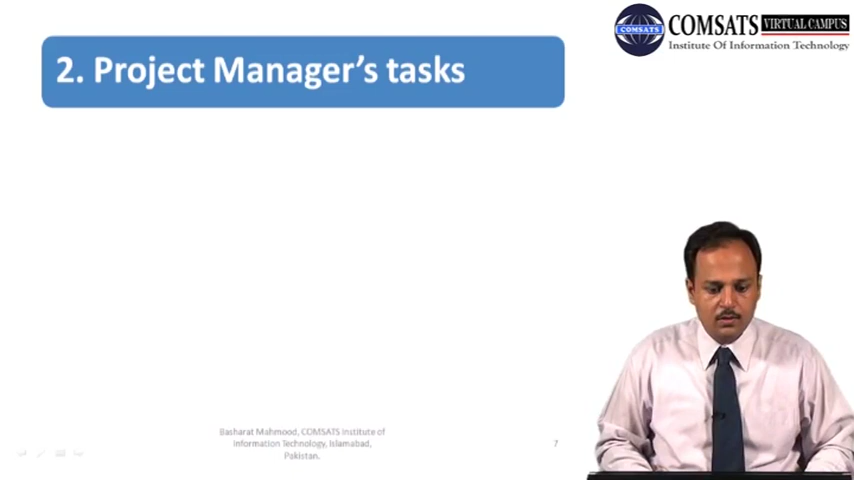 COMSATS VIRTUAL CAMPUS
COMSATS
Institute Of Information Technology
2. Project Manager's tasks
Basharat Mahmood, COMSATS Institute of
Information Technology, Islamabad,
Pakistan.
7